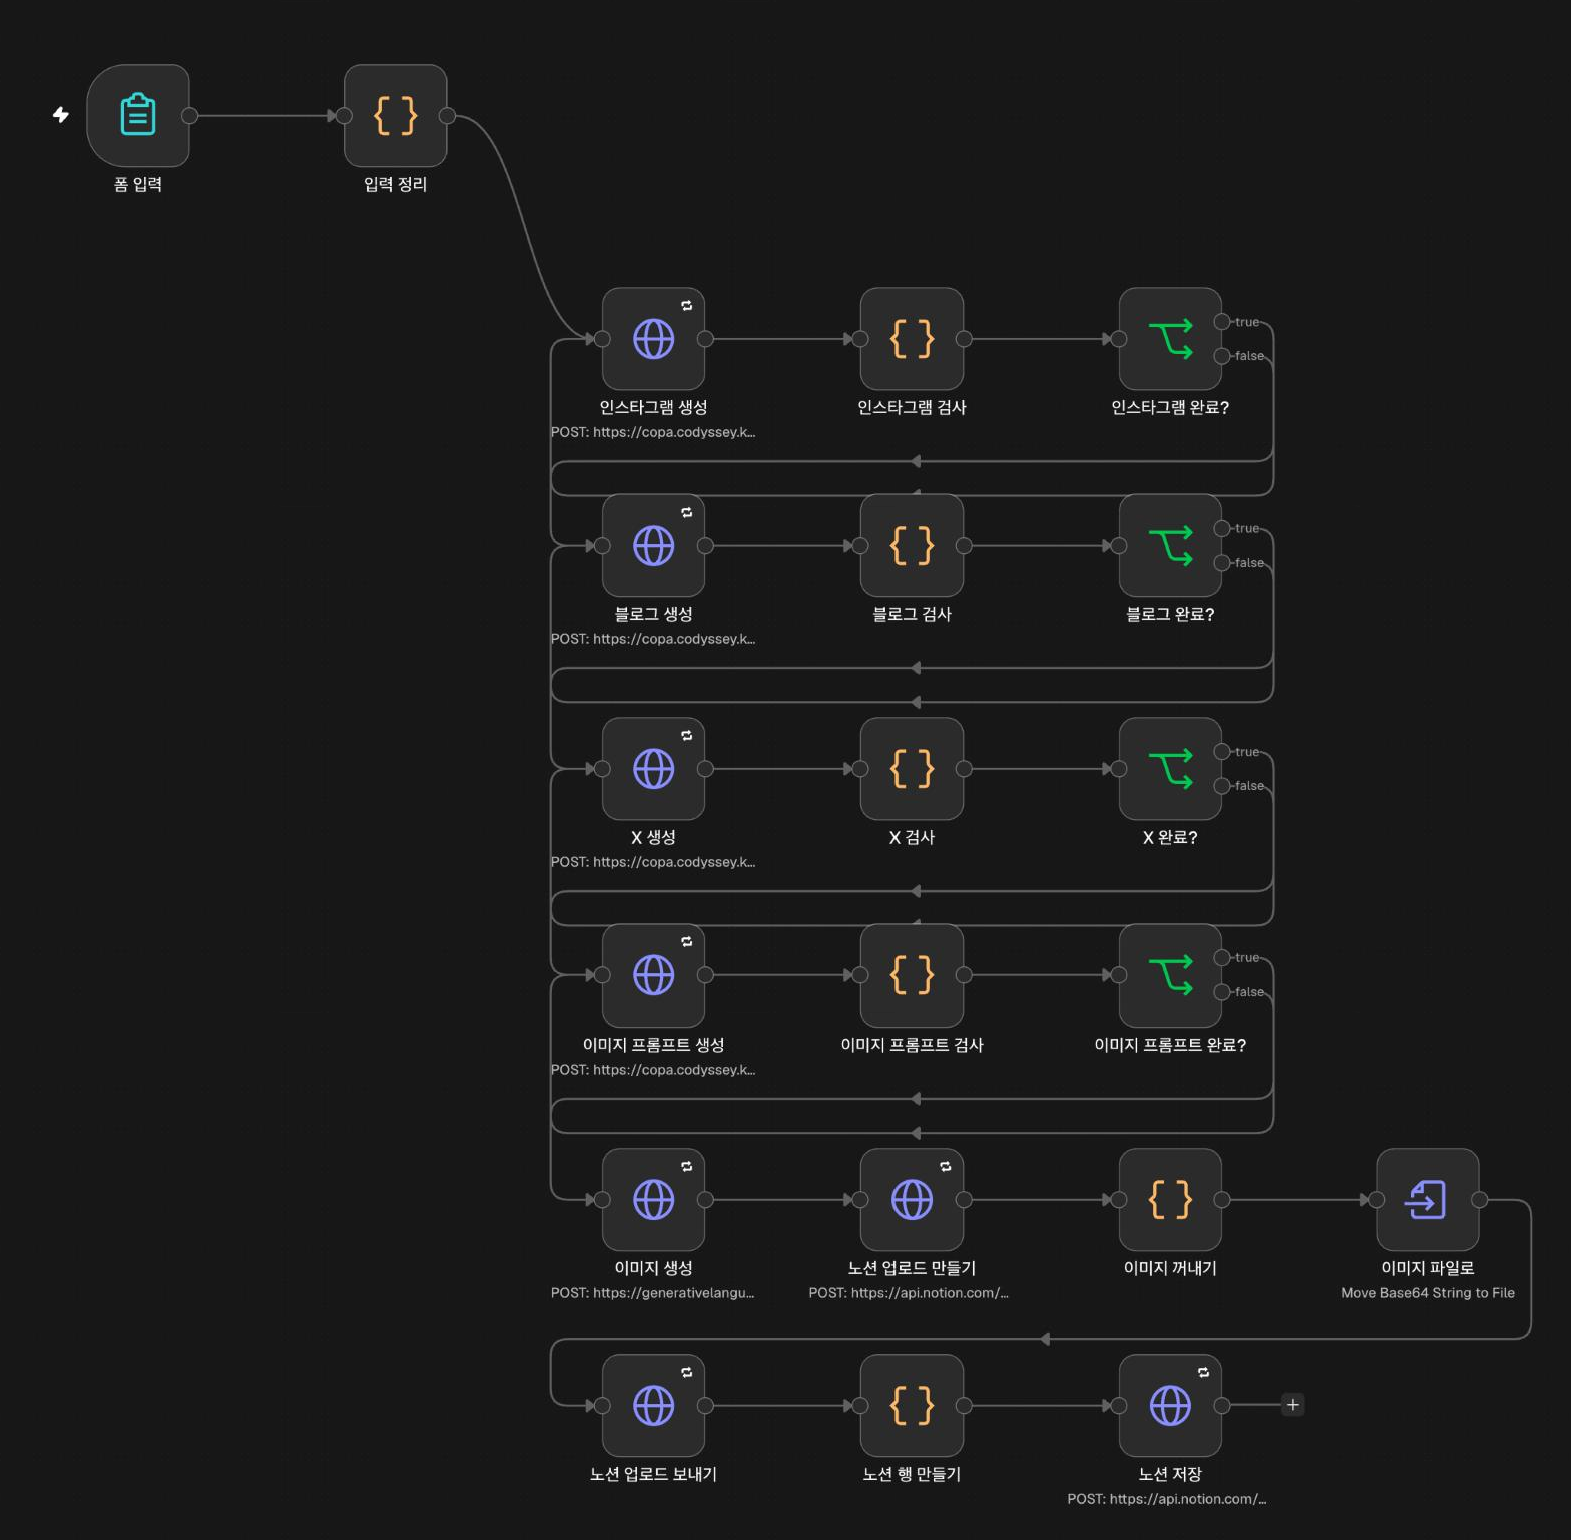 폼 입력
입력 정리
true
false
인스타그램 생성
인스타그램 검사
인스타그램 완료?
POST: https://copa.codyssey.k...
true
false
블로그 생성
블로그 검사
블로그 완료?
POST: https://copa.codyssey.k...
true
false
X 생성
X 검사
X 완료?
POST: https://copa.codyssey.k...
true
false
이미지 프롬프트 생성
이미지 프롬프트 검사
이미지 프롬프트 완료?
POST: https://copa.codyssey.k...
이미지 생성
노션 업로드 만들기
이미지 꺼내기
이미지 파일로
POST: https://generativelangu...
POST: https://api.notion.com/...
Move Base64 String to File
노션 업로드 보내기
노션 행 만들기
노션 저장
POST: https://api.notion.com/...